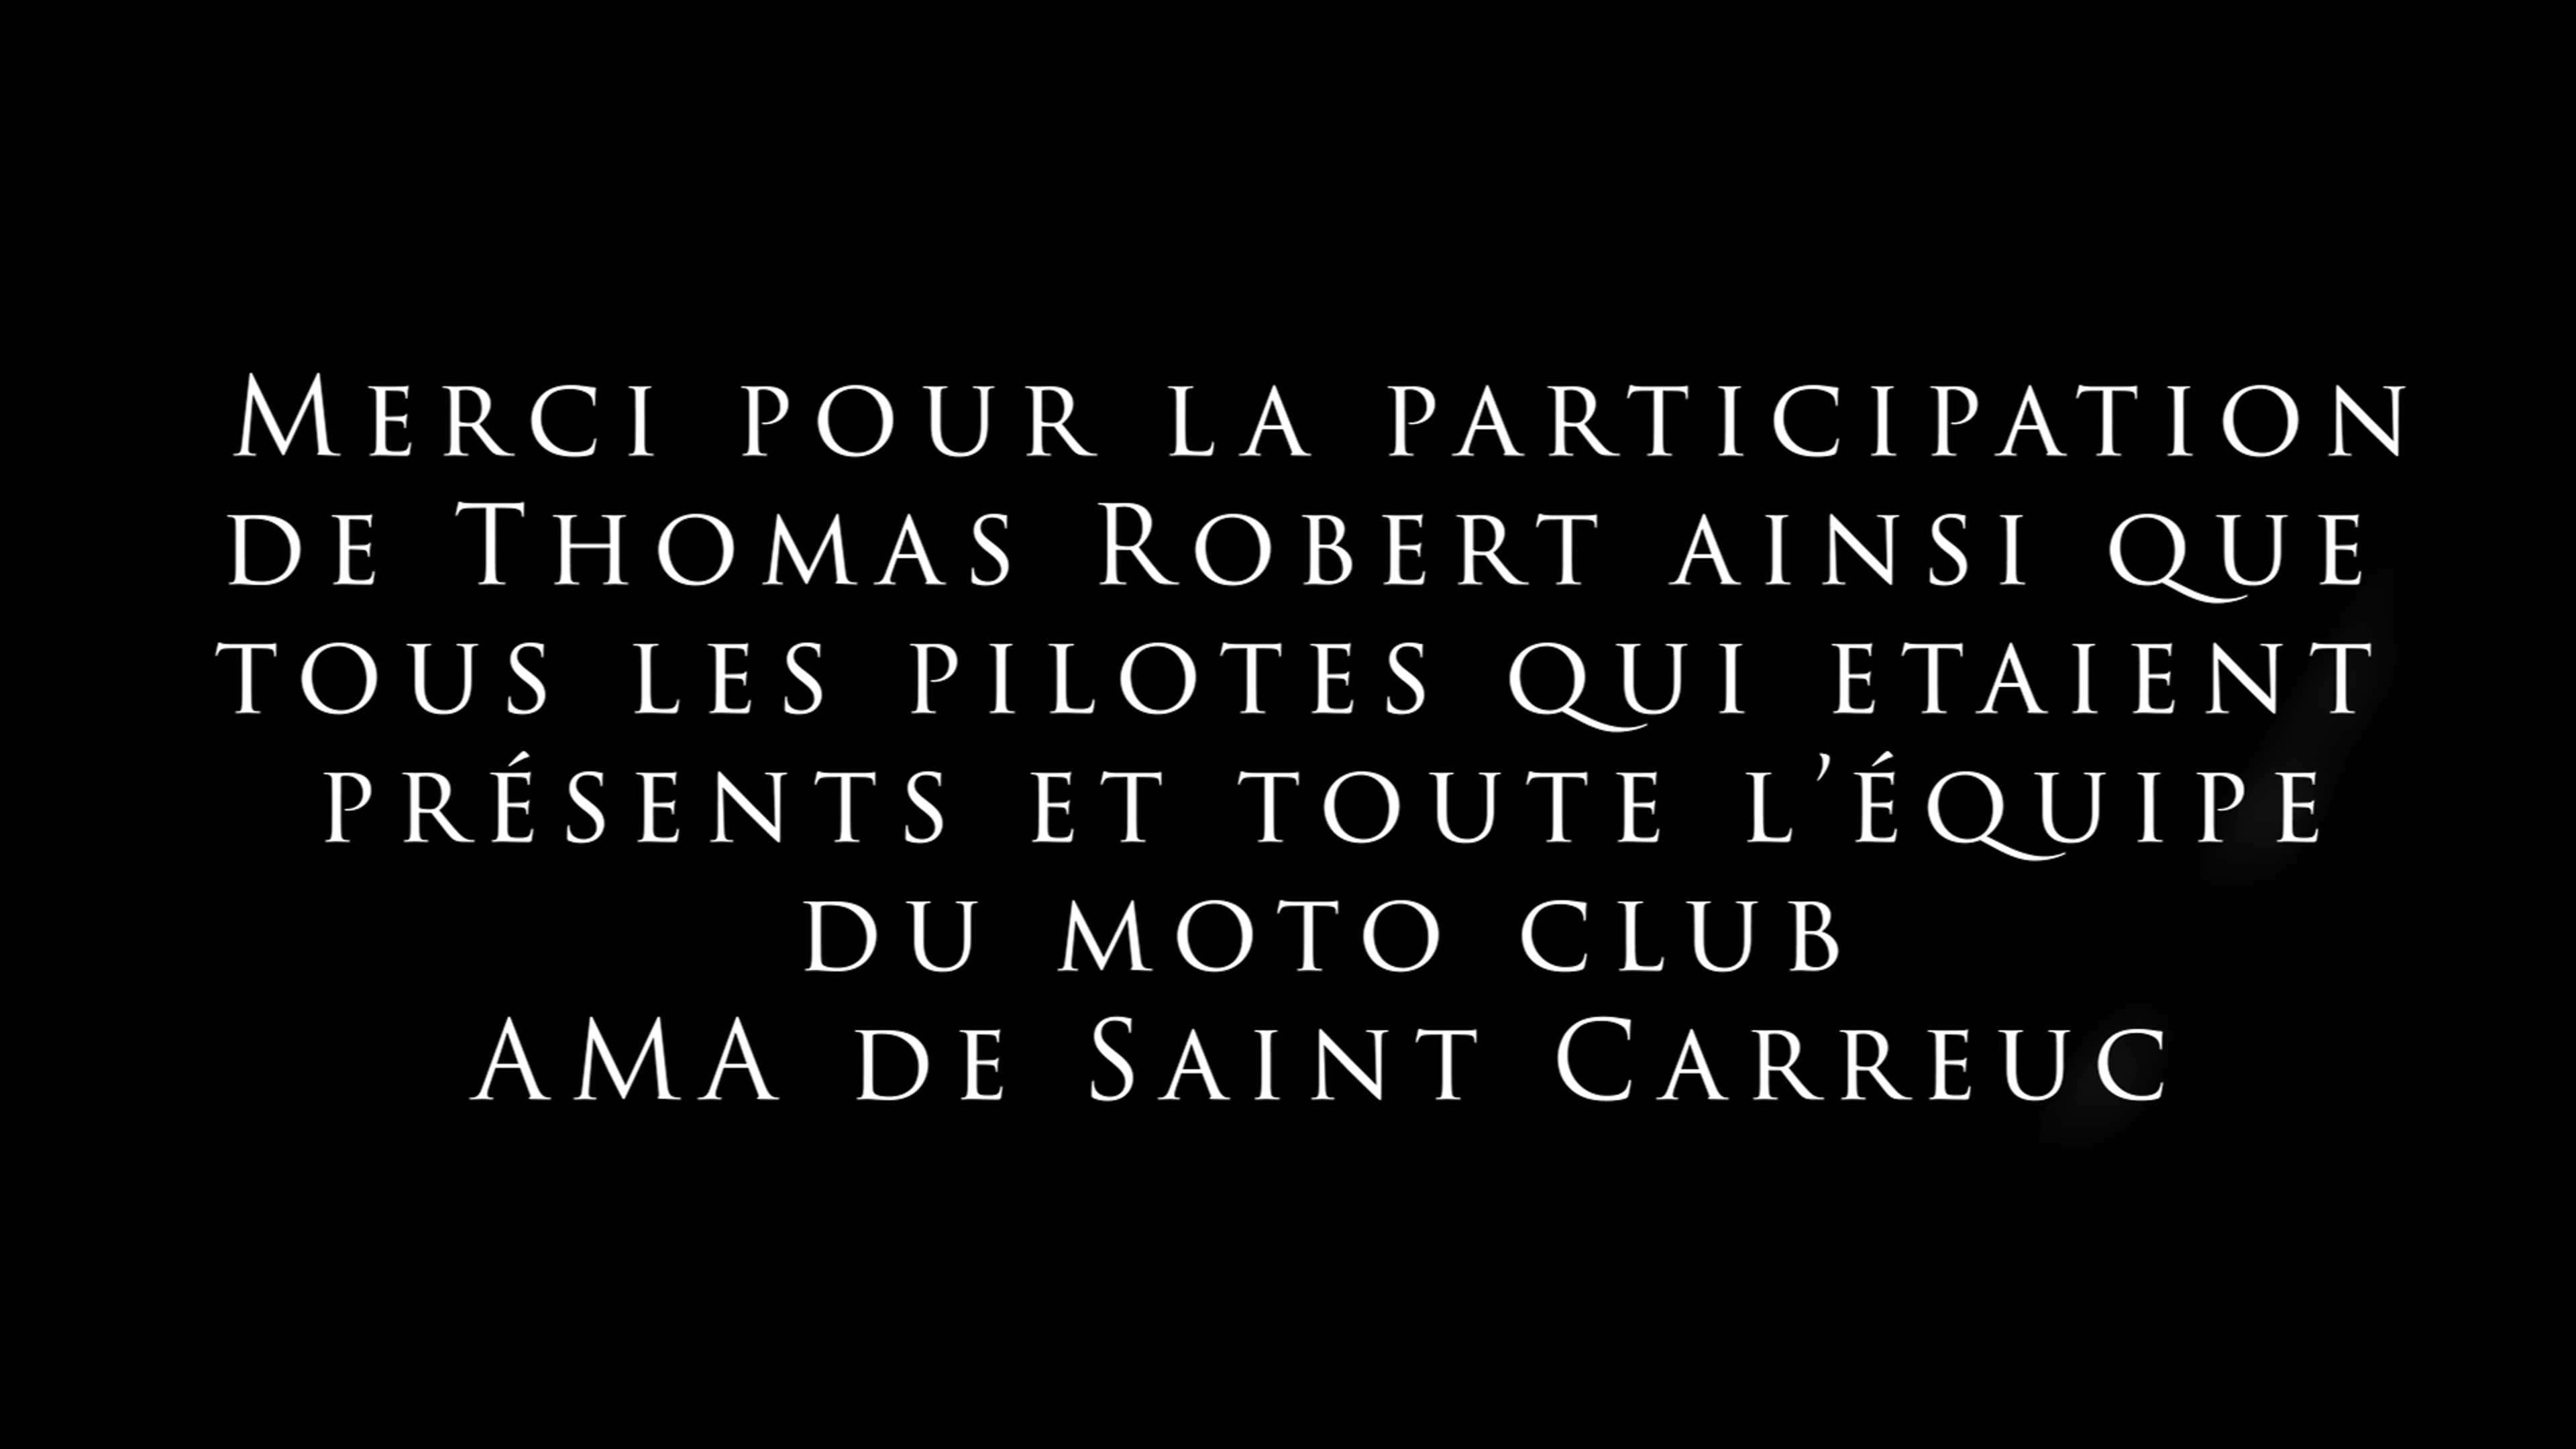 Merci pour la participation
de Thomas Robert ainsi que
tous les pilotes qui etaient
présents et toute l’équipe
du moto club
AMA de Saint Carreuc